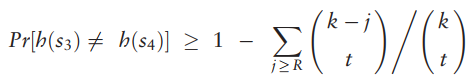 Pr[h(s₃) ≠ h(s₄)] ≥ 1 − ∑_{j≥R} \binom{k − j}{t} / \binom{k}{t}